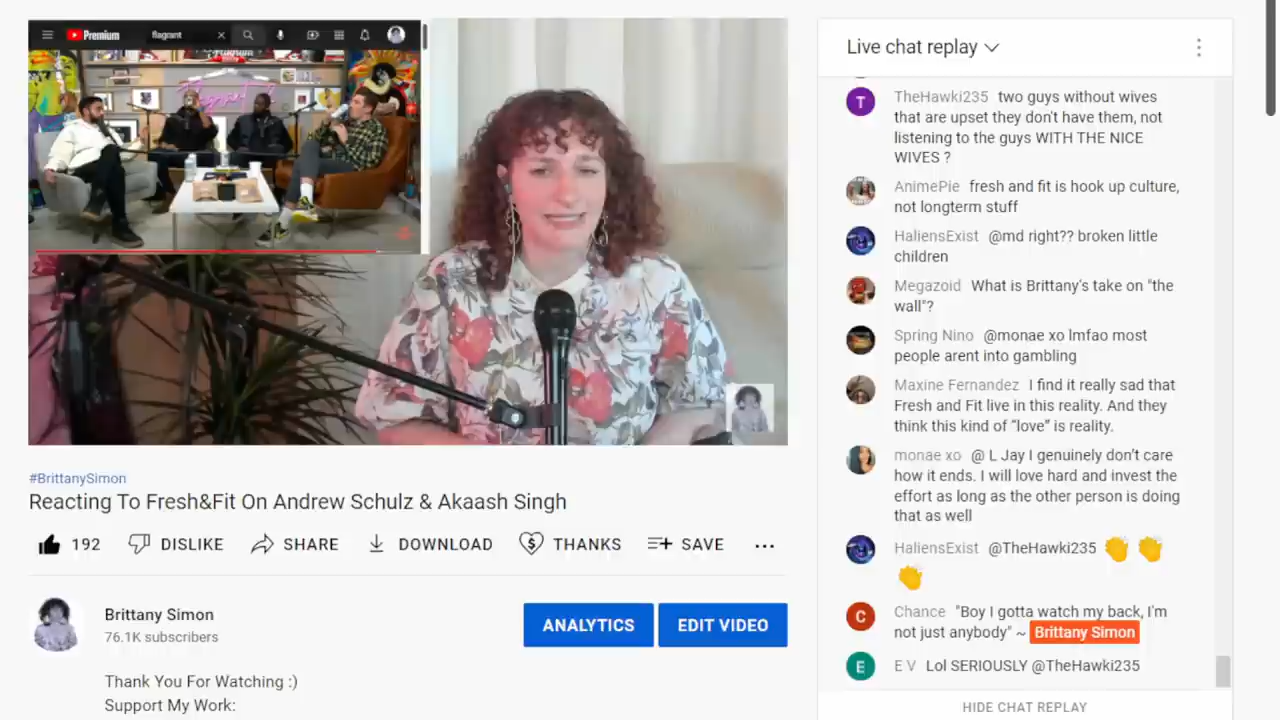 Premium
flagrant
#BrittanySimon
Reacting To Fresh&Fit On Andrew Schulz & Akaash Singh
192
DISLIKE
SHARE
DOWNLOAD
THANKS
SAVE
Brittany Simon
76.1K subscribers
ANALYTICS
EDIT VIDEO
Thank You For Watching :)
Support My Work:
Live chat replay
T
TheHawki235 two guys without wives
that are upset they don't have them, not
listening to the guys WITH THE NICE
WIVES ?
AnimePie fresh and fit is hook up culture,
not longterm stuff
HaliensExist @md right?? broken little
children
Megazoid What is Brittany's take on "the
wall"?
Spring Nino @monae xo lmfao most
people arent into gambling
Maxine Fernandez I find it really sad that
Fresh and Fit live in this reality. And they
think this kind of “love” is reality.
monae xo @ L Jay I genuinely don’t care
how it ends. I will love hard and invest the
effort as long as the other person is doing
that as well
HaliensExist @TheHawki235 👏 👏
👏
C
Chance "Boy I gotta watch my back, I'm
not just anybody" ~ Brittany Simon
E
E V Lol SERIOUSLY @TheHawki235
HIDE CHAT REPLAY